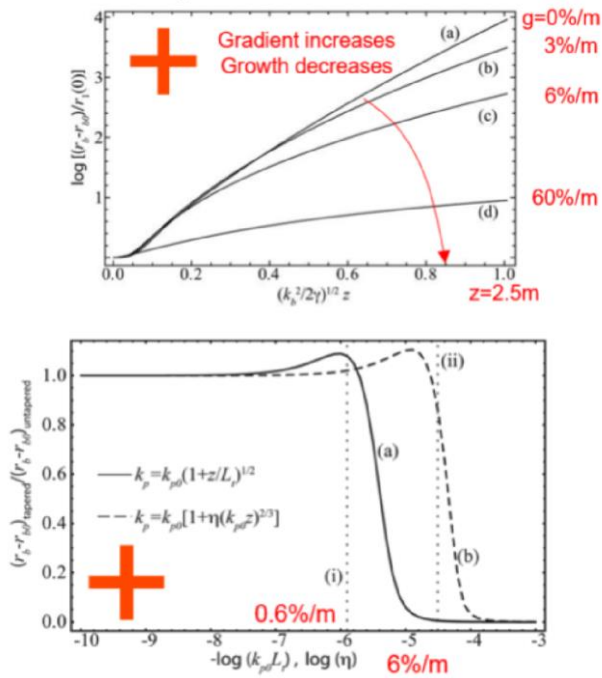 4
3
2
1
log [(r_b-r_b0)/r_1(0)]
Gradient increases
Growth decreases
(a)
(b)
(c)
(d)
g=0%/m
3%/m
6%/m
60%/m
0.0
0.2
0.4
0.6
0.8
1.0
(k_b^2/2γ)^1/2 z
z=2.5m
1.0
0.8
0.6
0.4
0.2
0.0
(r_b-r_b0)_tapered/(r_b-r_b0)_untapered
(ii)
(a)
k_p=k_p0(1+z/L_t)^1/2
k_p=k_p0[1+η(k_p0z)^2/3]
(i)
(b)
0.6%/m
-10
-9
-8
-7
-6
-5
-4
-3
-log (k_p0L_t), log (η)
6%/m